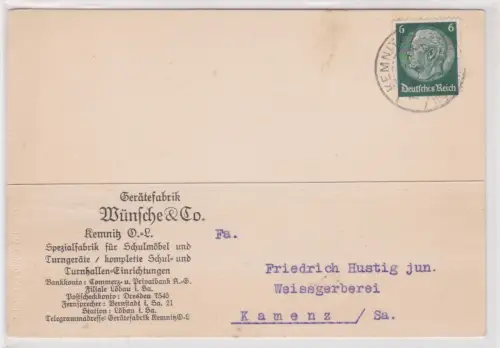 KEMNI
6 6
Deutsches Reich
Gerätefabrik
Wünsche & Co.
Kemnitz O.-L.
Spezialfabrik für Schulmöbel und
Turngeräte / komplette Schul- und
Turnhallen-Einrichtungen
Bankkonto: Commerz- u. Privatbank A.-G.
Filiale Löbau i. Sa.
Postscheckkonto: Dresden 7545
Fernsprecher: Bernstadt i. Sa. 21
Station: Löbau i. Sa.
Telegrammadresse: Gerätefabrik Kemnitz O-L
Fa.
Friedrich Hustig jun.
Weissgerberei
Kamenz /Sa.